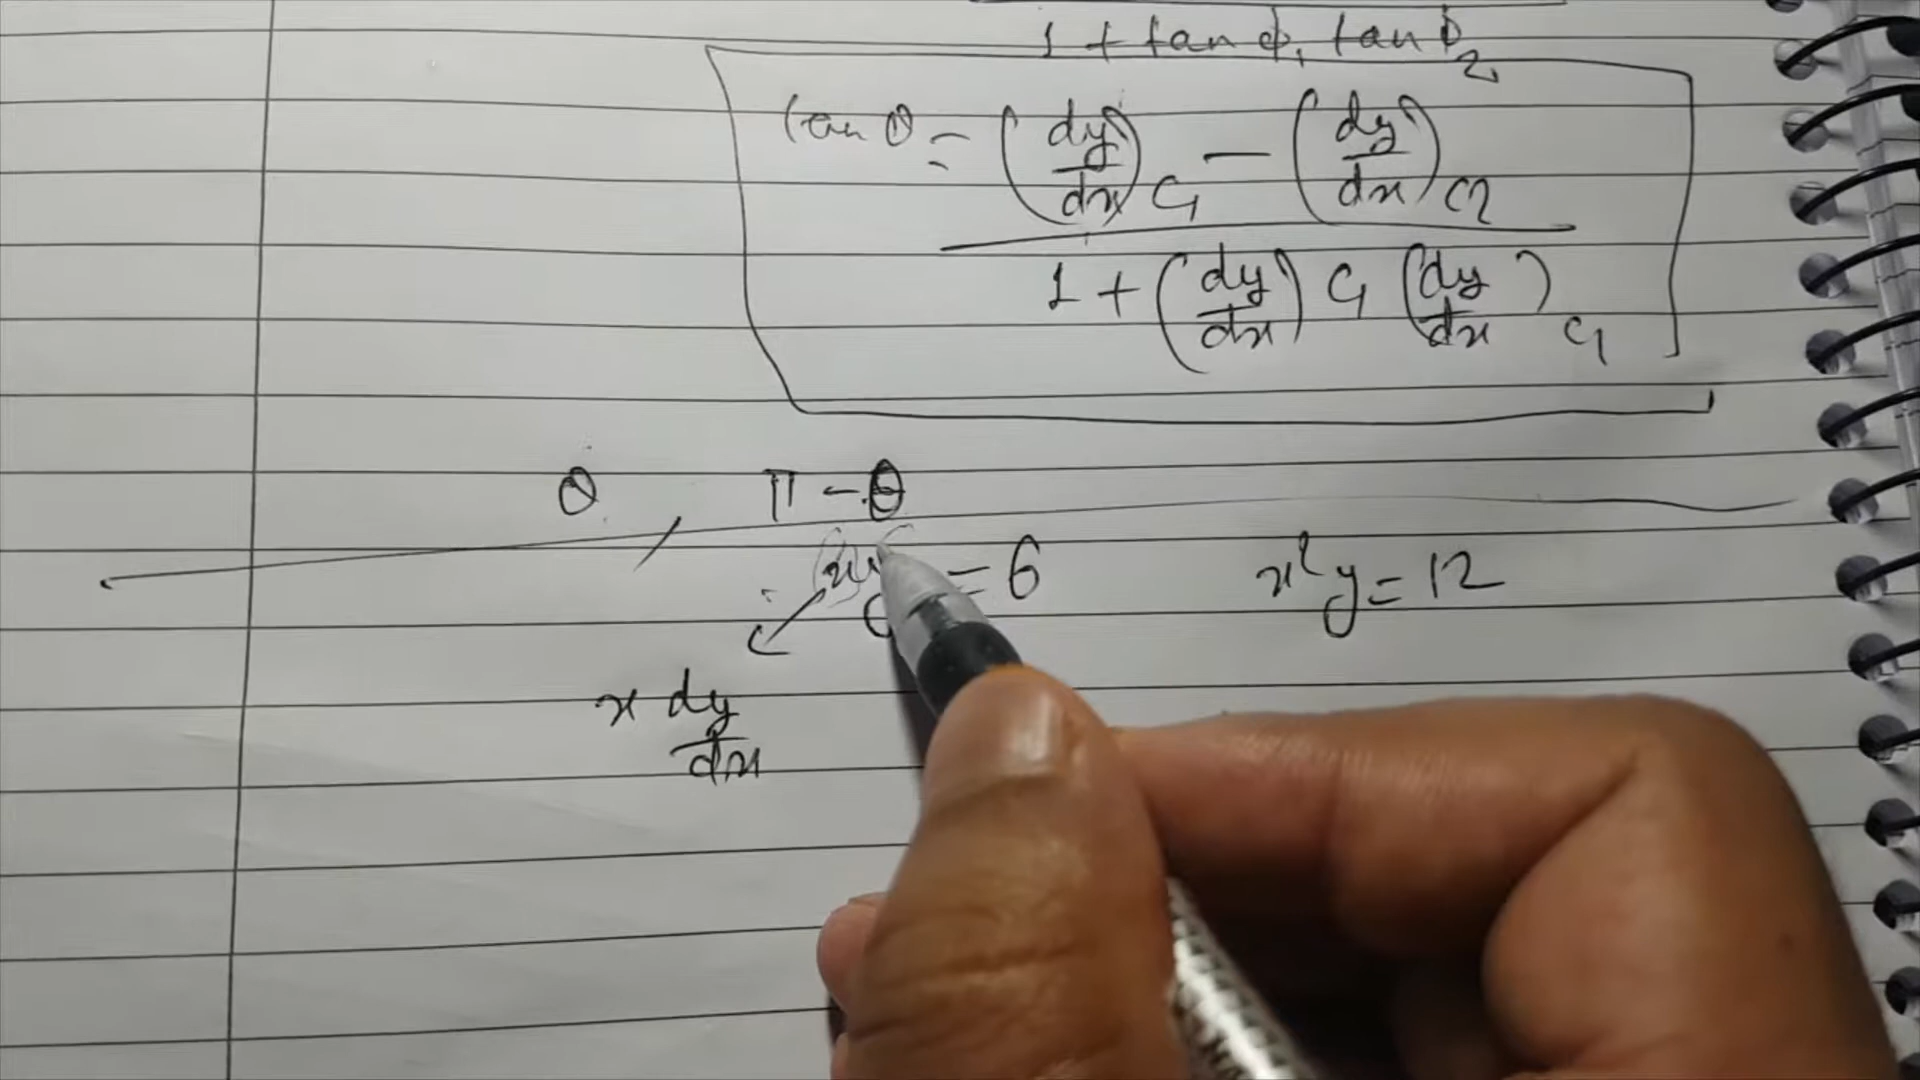 1 + tan ϕ₁ tan ϕ₂
tan θ = (dy/dx)C₁ − (dy/dx)C2
1 + (dy/dx) C₁ (dy/dx)C₁
θ , π − θ
xy = 6 x²y = 12
x dy/dx